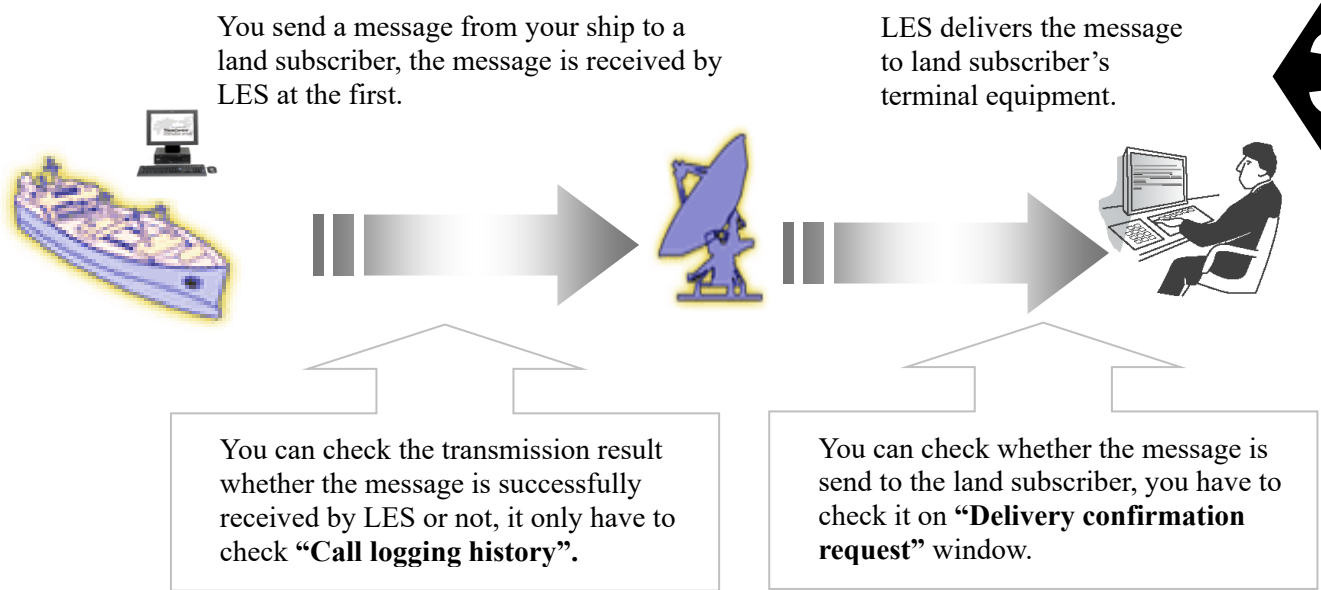 You send a message from your ship to a
land subscriber, the message is received by
LES at the first.
LES delivers the message
to land subscriber’s
terminal equipment.
You can check the transmission result
whether the message is successfully
received by LES or not, it only have to
check “Call logging history”.
You can check whether the message is
send to the land subscriber, you have to
check it on “Delivery confirmation
request” window.